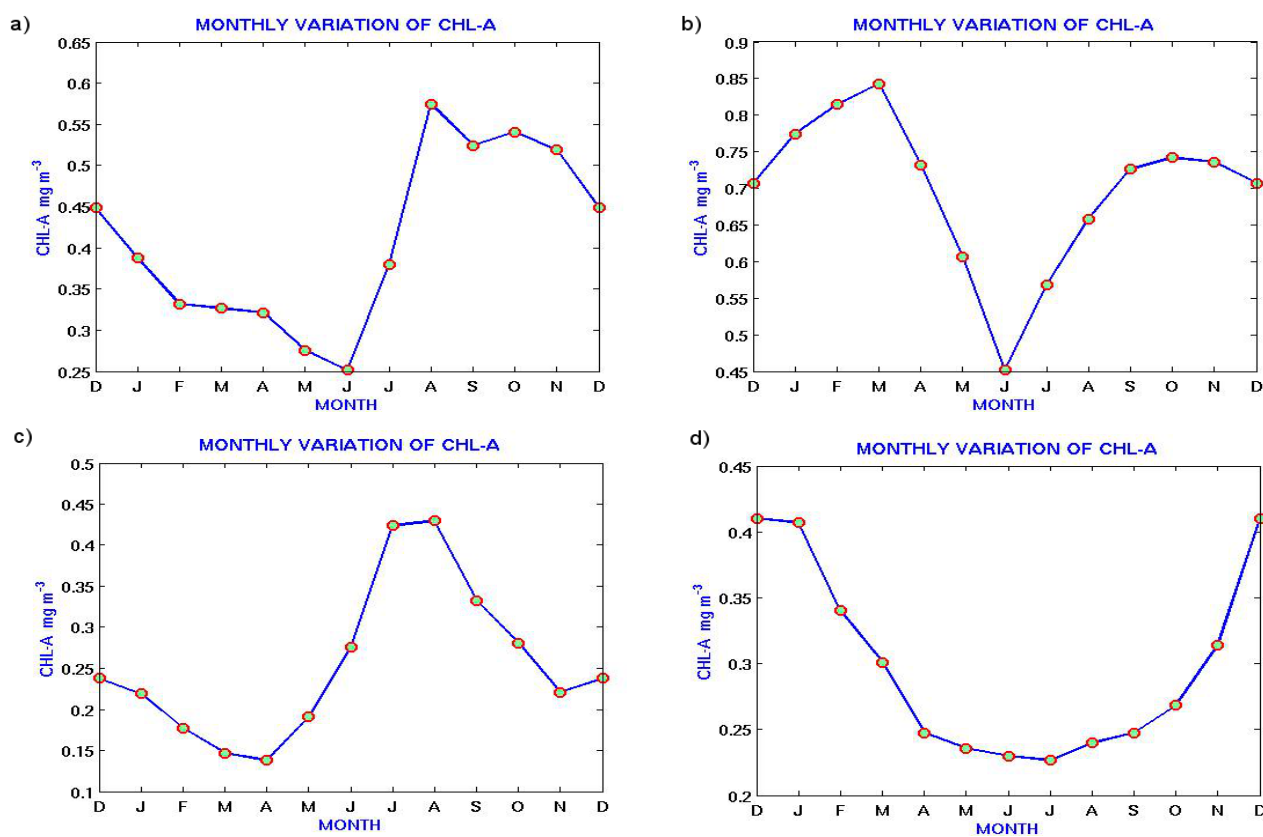 a)
MONTHLY VARIATION OF CHL-A
0.65
0.6
0.55
0.5
0.45
0.4
0.35
0.3
0.25
CHL-A mg m⁻³
D J F M A M J J A S O N D
MONTH
b)
MONTHLY VARIATION OF CHL-A
0.9
0.85
0.8
0.75
0.7
0.65
0.6
0.55
0.5
0.45
CHL-A mg m⁻³
D J F M A M J J A S O N D
MONTH
c)
MONTHLY VARIATION OF CHL-A
0.5
0.45
0.4
0.35
0.3
0.25
0.2
0.15
0.1
CHL-A mg m⁻³
D J F M A M J J A S O N D
MONTH
d)
MONTHLY VARIATION OF CHL-A
0.45
0.4
0.35
0.3
0.25
0.2
CHL-A mg m⁻³
D J F M A M J J A S O N D
MONTH